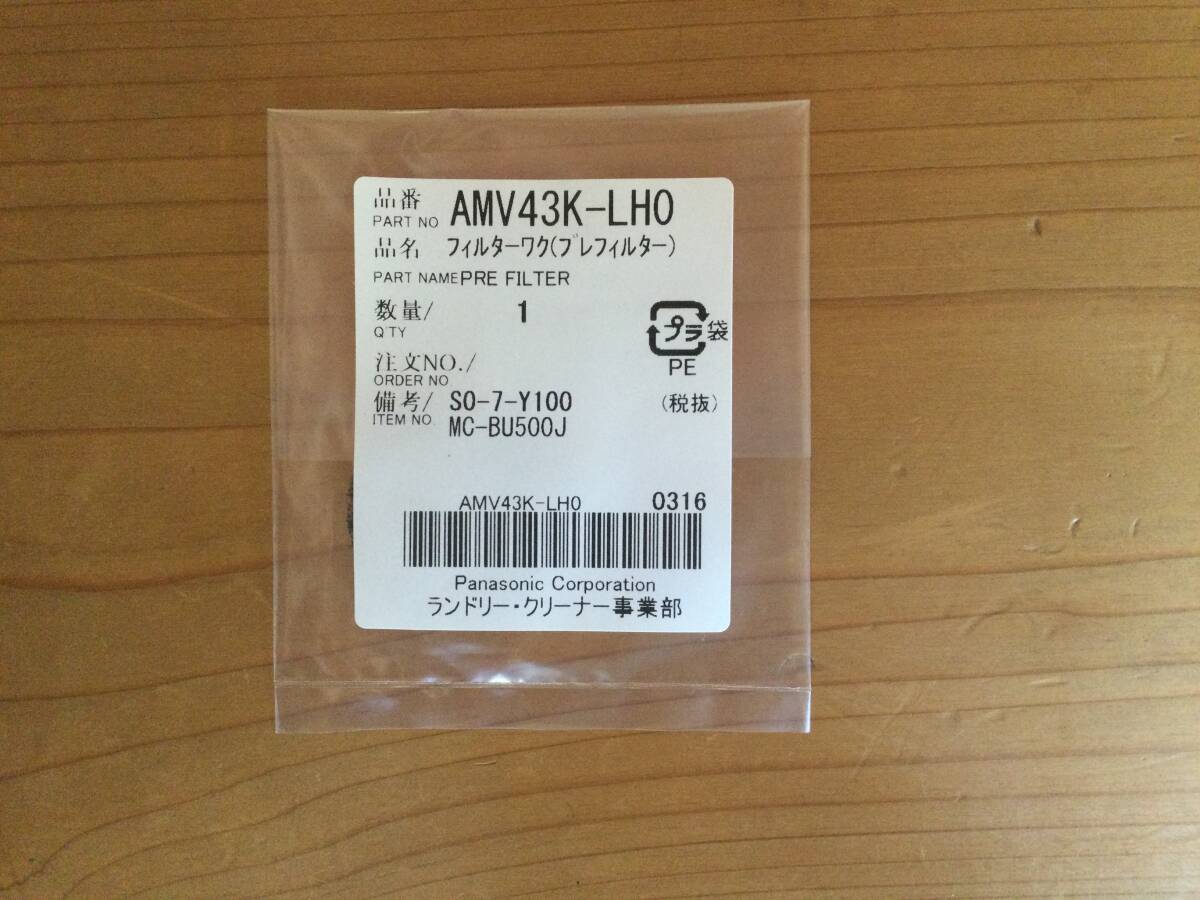 品番 PART NO AMV43K-LH0
品名 フィルターワク(プレフィルター)
PART NAME PRE FILTER
数量/ 1
Q'TY
プラ 袋
PE
注文NO./
ORDER NO
備考/ SO-7-Y100 (税抜)
ITEM NO. MC-BU500J
AMV43K-LH0 0316
Panasonic Corporation
ランドリー・クリーナー事業部